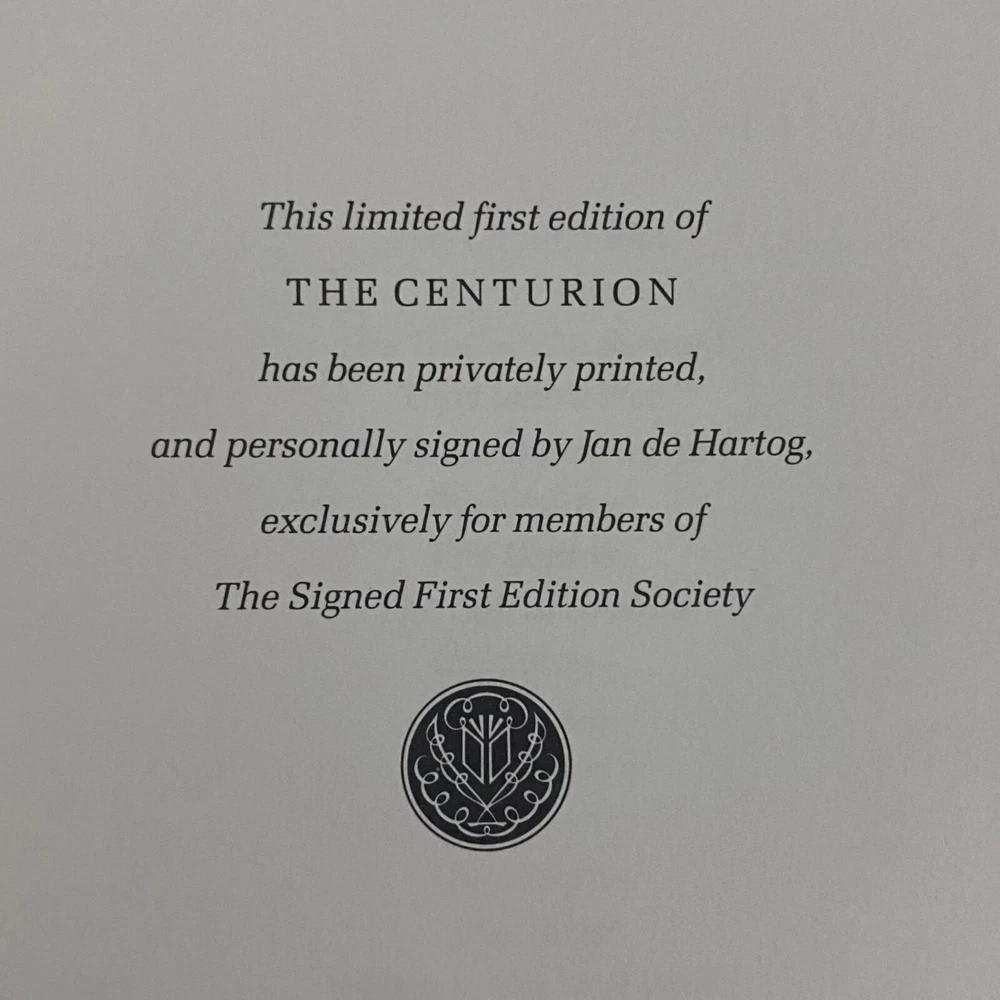 This limited first edition of
THE CENTURION
has been privately printed,
and personally signed by Jan de Hartog,
exclusively for members of
The Signed First Edition Society